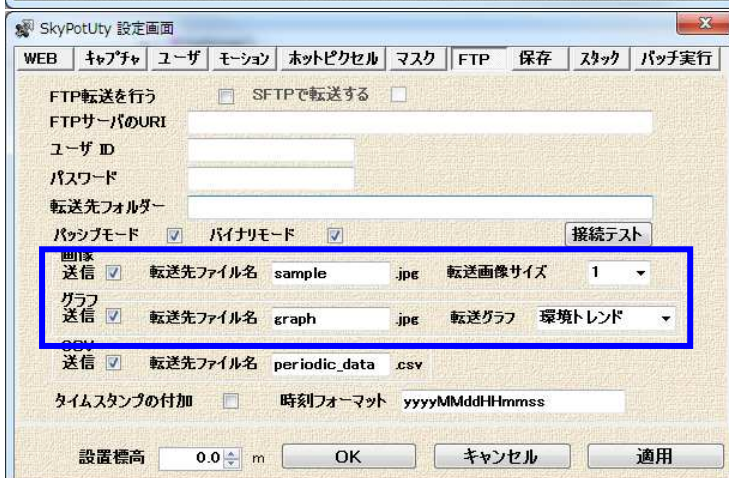 SkyPotUty 設定画面
WEB ｷｬﾌﾟﾁｬ ユーザ ﾓｰｼｮﾝ ホットピクセル マスク FTP 保存 ｽﾀｯｸ バッチ実行
FTP転送を行う SFTPで転送する
FTPサーバのURI
ユーザ ID
パスワード
転送先フォルダー
パッシブモード バイナリモード 接続テスト
画像
送信 転送先ファイル名 sample .jpg 転送画像サイズ 1
グラフ
送信 転送先ファイル名 graph .jpg 転送グラフ 環境トレンド
CSV
送信 転送先ファイル名 periodic_data .csv
タイムスタンプの付加 時刻フォーマット yyyyMMddHHmmss
設置標高 0.0 m OK キャンセル 適用